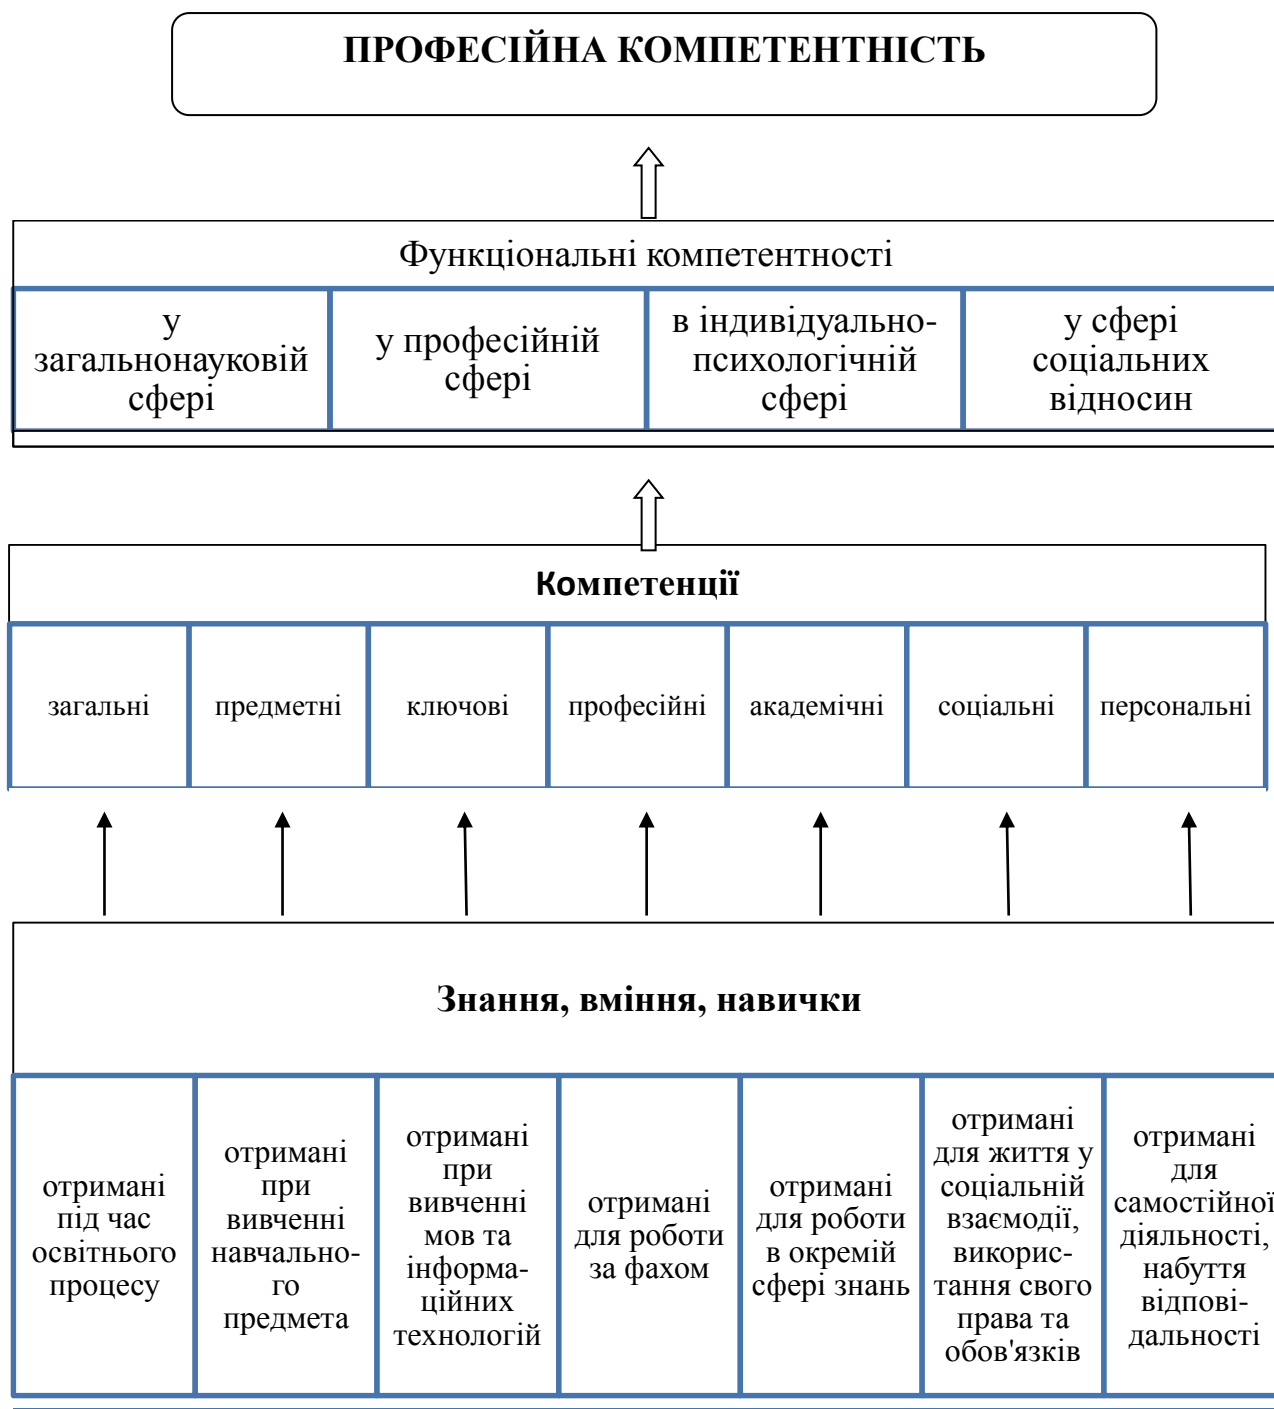 ПРОФЕСІЙНА КОМПЕТЕНТНІСТЬ
Функціональні компетентності
у
загальнонауковій
сфері
у професійній
сфері
в індивідуально-
психологічній
сфері
у сфері
соціальних
відносин
Компетенції
загальні
предметні
ключові
професійні
академічні
соціальні
персональні
Знання, вміння, навички
отримані
під час
освітнього
процесу
отримані
при
вивченні
навчально-
го
предмета
отримані
при
вивченні
мов та
інформа-
ційних
технологій
отримані
для роботи
за фахом
отримані
для роботи
в окремій
сфері знань
отримані
для життя у
соціальній
взаємодії,
викорис-
тання свого
права та
обов'язків
отримані
для
самостійної
діяльності,
набуття
відпові-
дальності